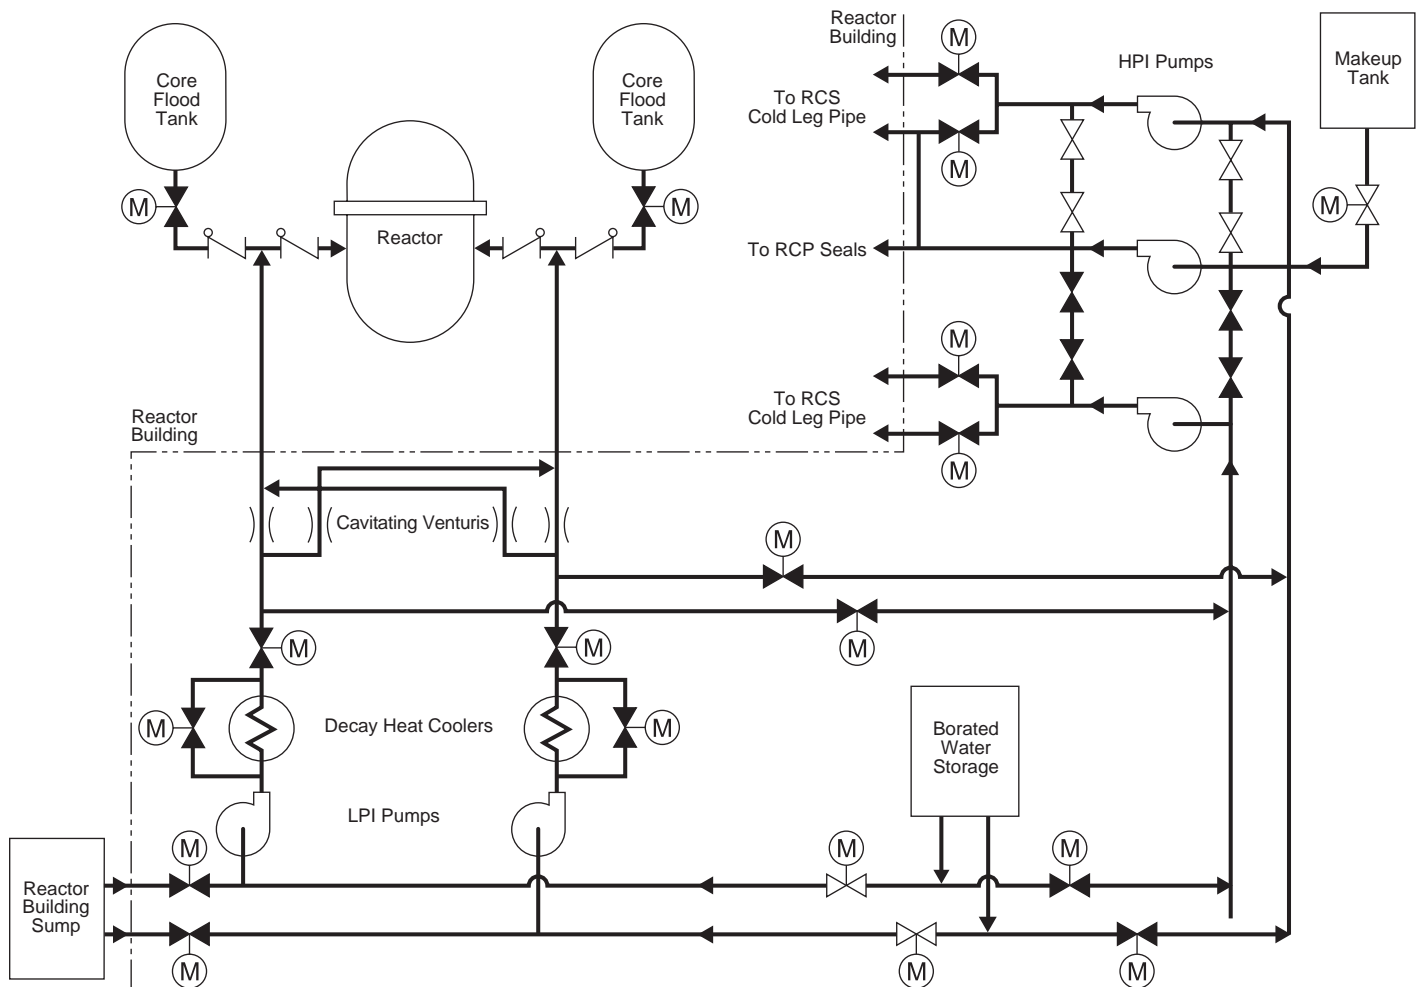 Core
Flood
Tank
Core
Flood
Tank
Reactor
Building
M
HPI Pumps
Makeup
Tank
To RCS
Cold Leg Pipe
M
M
M
M
Reactor
To RCP Seals
M
To RCS
Cold Leg Pipe
M
Reactor
Building
Cavitating Venturis
M
M
M
M
M
Decay Heat Coolers
M
Borated
Water
Storage
LPI Pumps
M
M
M
Reactor
Building
Sump
M
M
M